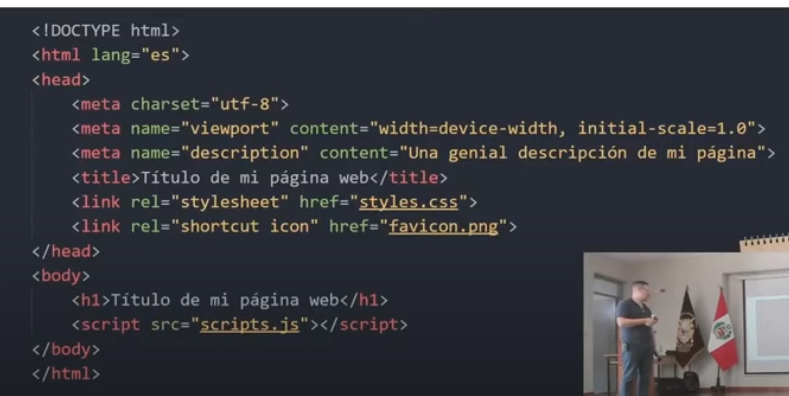 <!DOCTYPE html>
<html lang="es">
<head>
<meta charset="utf-8">
<meta name="viewport" content="width=device-width, initial-scale=1.0">
<meta name="description" content="Una genial descripción de mi página">
<title>Título de mi página web</title>
<link rel="stylesheet" href="styles.css">
<link rel="shortcut icon" href="favicon.png">
</head>
<body>
<h1>Título de mi página web</h1>
<script src="scripts.js"></script>
</body>
</html>